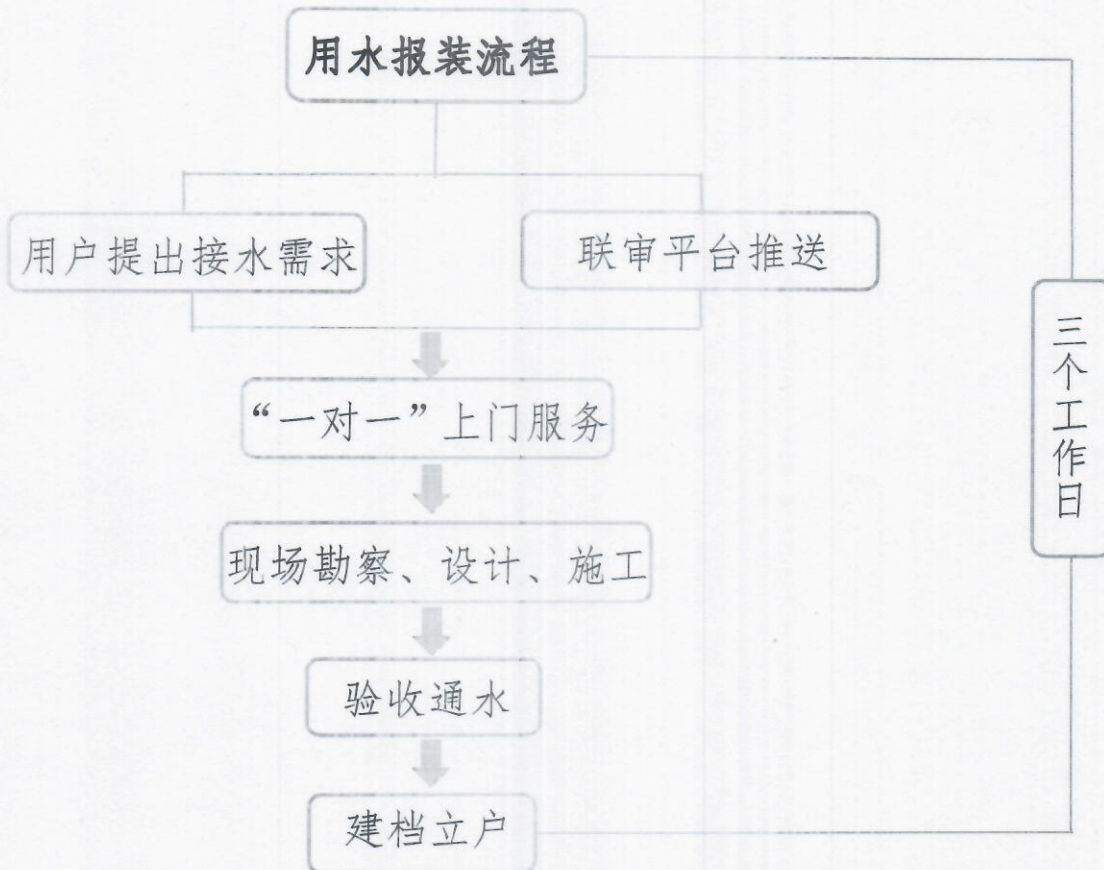 用水报装流程
用户提出接水需求
联审平台推送
“一对一”上门服务
现场勘察、设计、施工
验收通水
建档立户
三个工作日